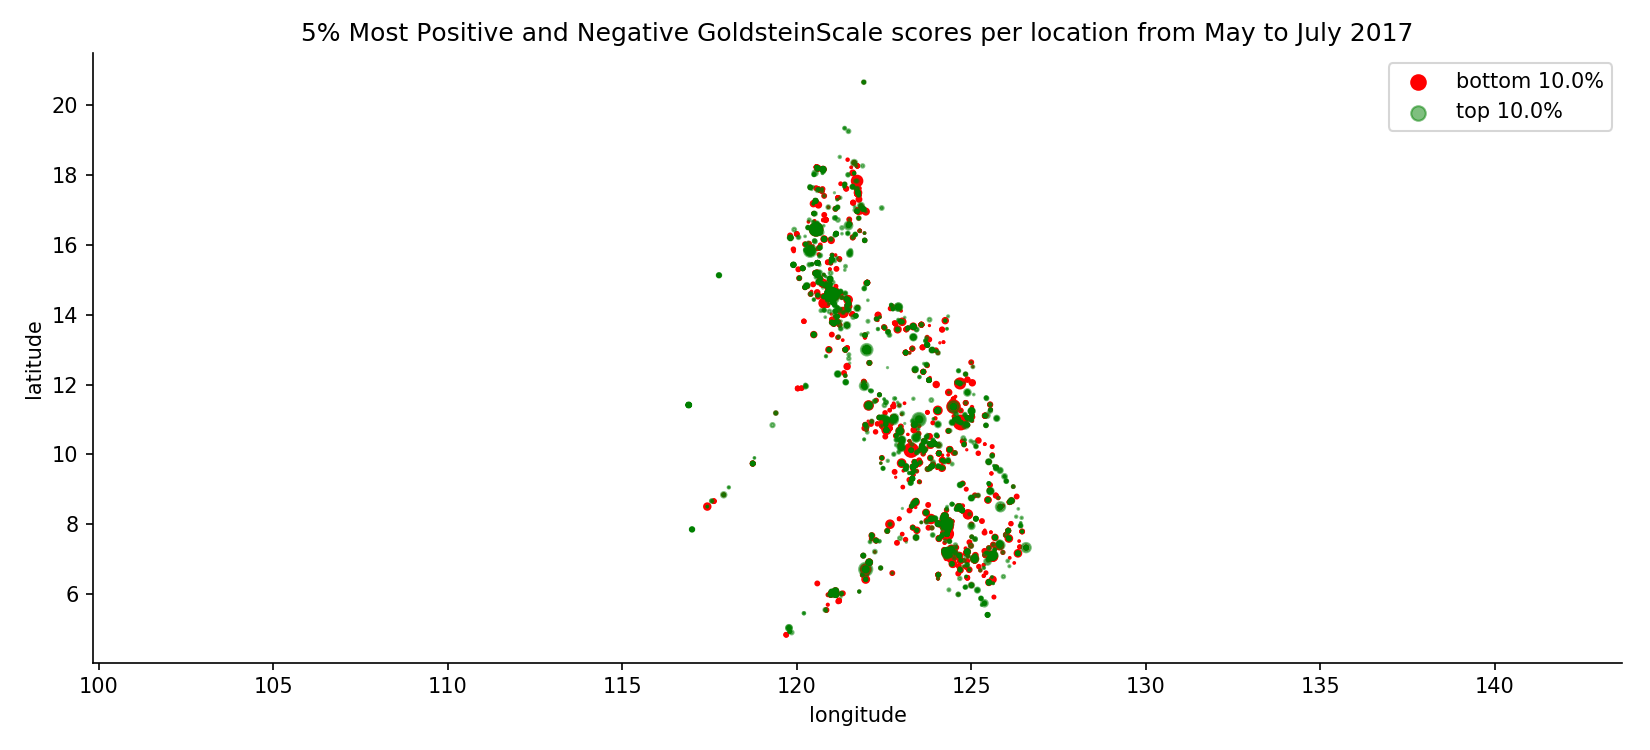 5% Most Positive and Negative GoldsteinScale scores per location from May to July 2017
bottom 10.0%
top 10.0%
latitude
20
18
16
14
12
10
8
6
100 105 110 115 120 125 130 135 140
longitude